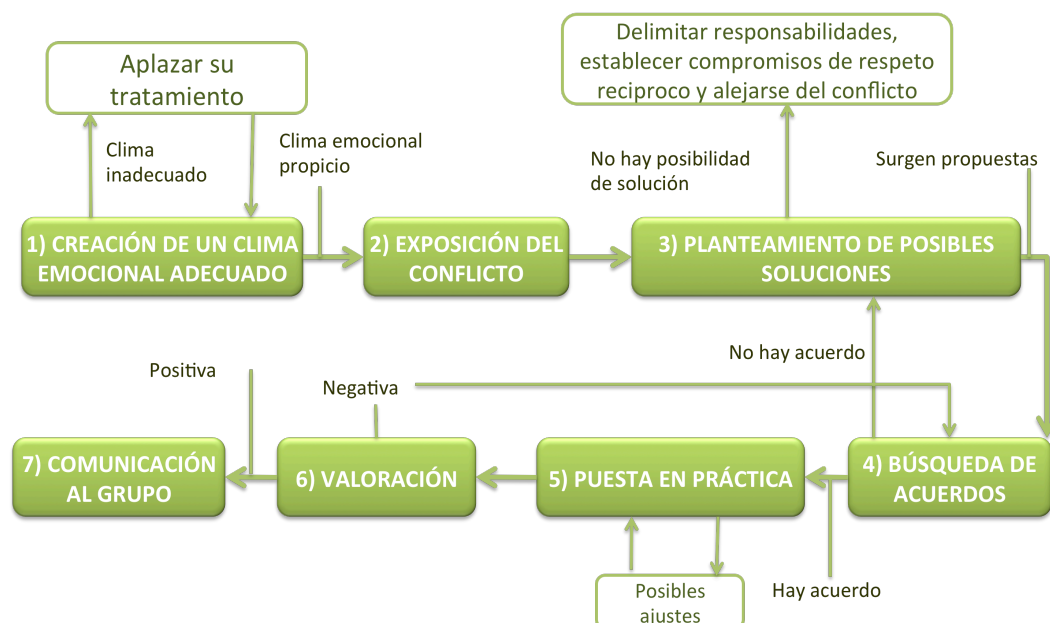 Aplazar su
tratamiento
Delimitar responsabilidades,
establecer compromisos de respeto
reciproco y alejarse del conflicto
Clima
inadecuado
Clima emocional
propicio
No hay posibilidad
de solución
Surgen propuestas
1) CREACIÓN DE UN CLIMA
EMOCIONAL ADECUADO
2) EXPOSICIÓN DEL
CONFLICTO
3) PLANTEAMIENTO DE POSIBLES
SOLUCIONES
No hay acuerdo
Positiva
Negativa
7) COMUNICACIÓN
AL GRUPO
6) VALORACIÓN
5) PUESTA EN PRÁCTICA
4) BÚSQUEDA DE
ACUERDOS
Posibles
ajustes
Hay acuerdo